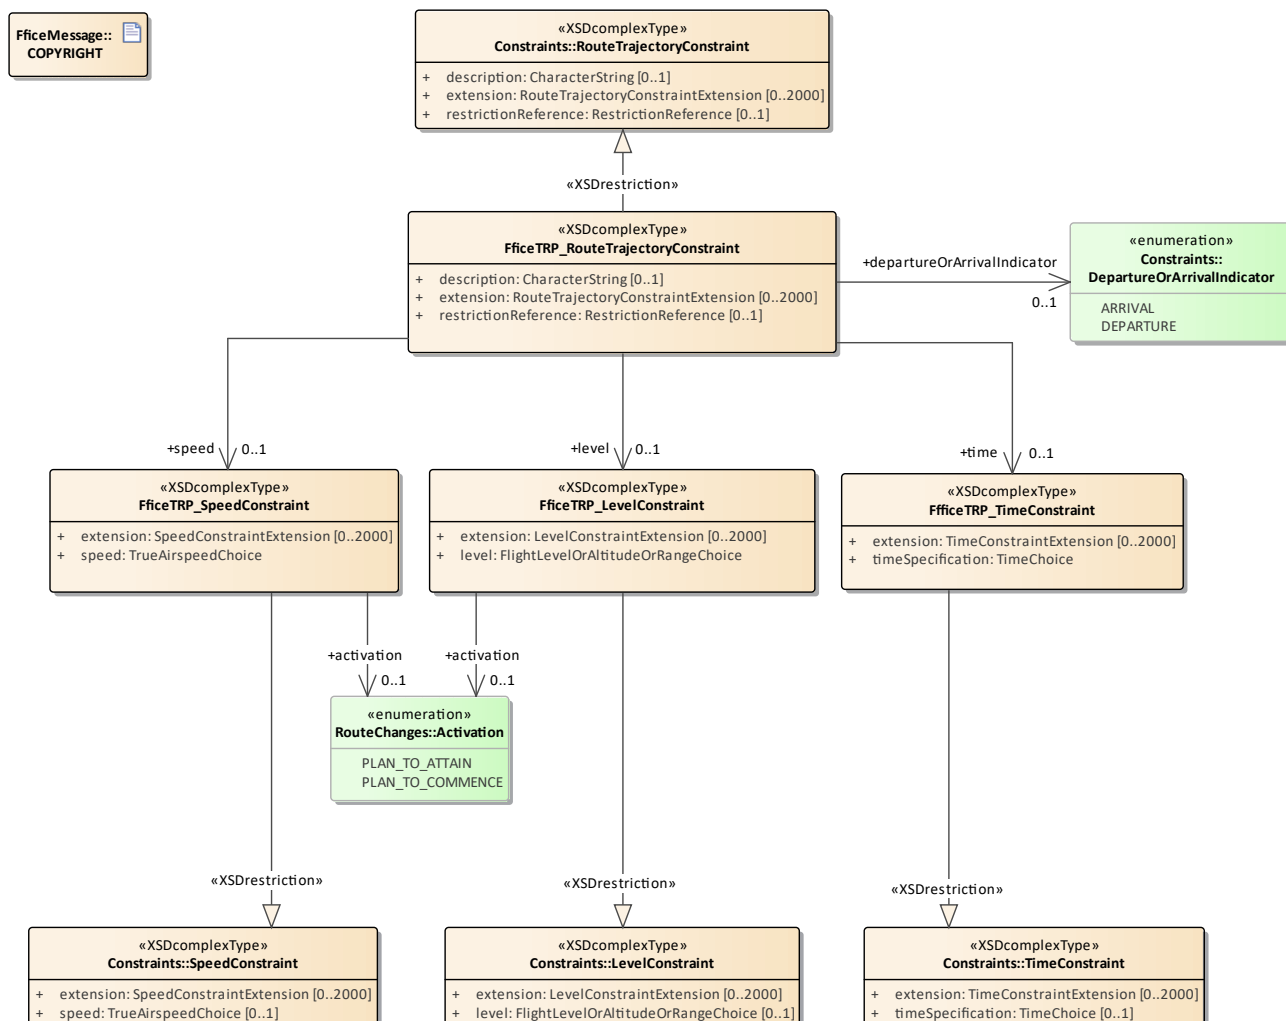 FficeMessage::
COPYRIGHT
«XSDcomplexType»
Constraints::RouteTrajectoryConstraint
+ description: CharacterString [0..1]
+ extension: RouteTrajectoryConstraintExtension [0..2000]
+ restrictionReference: RestrictionReference [0..1]
«XSDrestriction»
«XSDcomplexType»
FficeTRP_RouteTrajectoryConstraint
+ description: CharacterString [0..1]
+ extension: RouteTrajectoryConstraintExtension [0..2000]
+ restrictionReference: RestrictionReference [0..1]
+departureOrArrivalIndicator
0..1
«enumeration»
Constraints::
DepartureOrArrivalIndicator
ARRIVAL
DEPARTURE
+speed 0..1
+level 0..1
+time 0..1
«XSDcomplexType»
FficeTRP_SpeedConstraint
+ extension: SpeedConstraintExtension [0..2000]
+ speed: TrueAirspeedChoice
«XSDcomplexType»
FficeTRP_LevelConstraint
+ extension: LevelConstraintExtension [0..2000]
+ level: FlightLevelOrAltitudeOrRangeChoice
«XSDcomplexType»
FfficeTRP_TimeConstraint
+ extension: TimeConstraintExtension [0..2000]
+ timeSpecification: TimeChoice
+activation
0..1
+activation
0..1
«enumeration»
RouteChanges::Activation
PLAN_TO_ATTAIN
PLAN_TO_COMMENCE
«XSDrestriction»
«XSDrestriction»
«XSDrestriction»
«XSDcomplexType»
Constraints::SpeedConstraint
+ extension: SpeedConstraintExtension [0..2000]
+ speed: TrueAirspeedChoice [0..1]
«XSDcomplexType»
Constraints::LevelConstraint
+ extension: LevelConstraintExtension [0..2000]
+ level: FlightLevelOrAltitudeOrRangeChoice [0..1]
«XSDcomplexType»
Constraints::TimeConstraint
+ extension: TimeConstraintExtension [0..2000]
+ timeSpecification: TimeChoice [0..1]